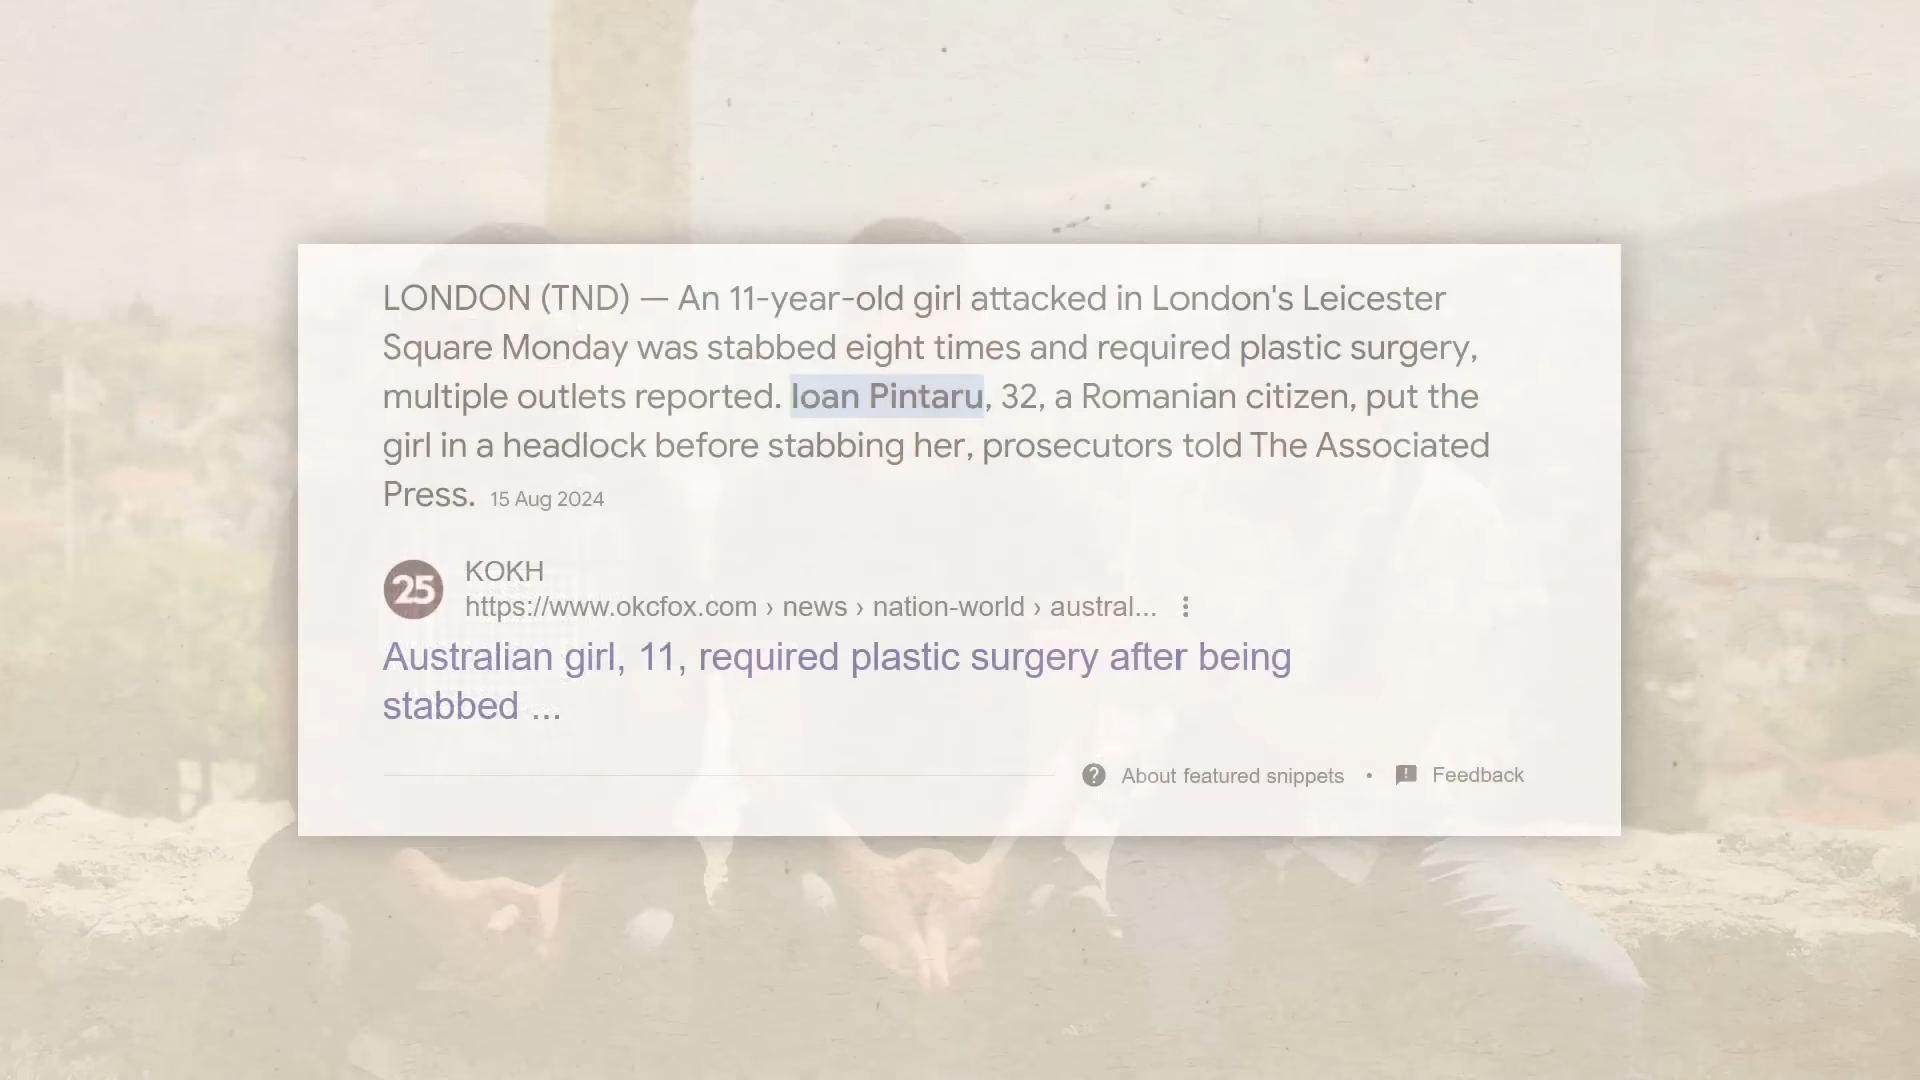 LONDON (TND) — An 11-year-old girl attacked in London's Leicester
Square Monday was stabbed eight times and required plastic surgery,
multiple outlets reported. Ioan Pintaru, 32, a Romanian citizen, put the
girl in a headlock before stabbing her, prosecutors told The Associated
Press. 15 Aug 2024
25
KOKH
https://www.okcfox.com › news › nation-world › austral...
Australian girl, 11, required plastic surgery after being
stabbed ...
About featured snippets • Feedback